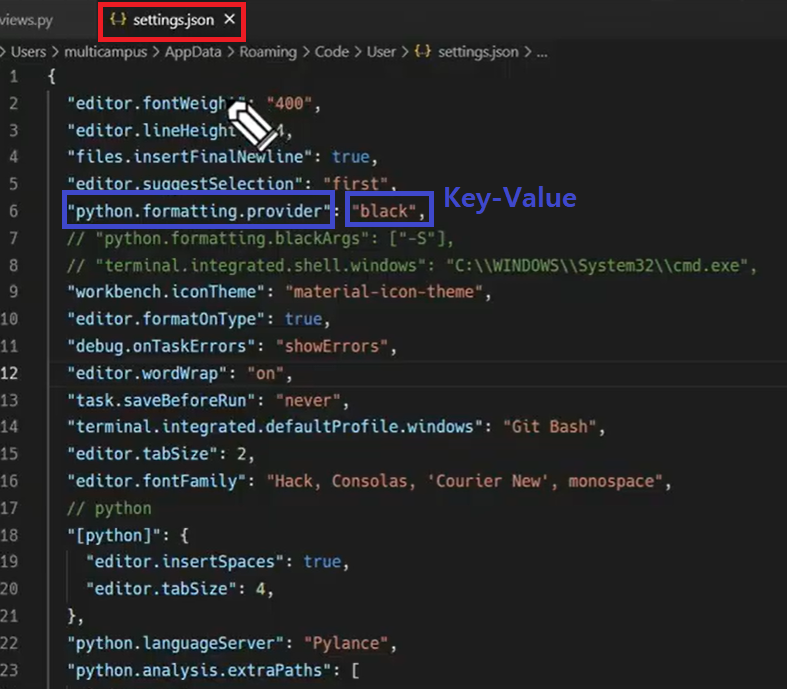 views.py
{} settings.json ×
> Users > multicampus > AppData > Roaming > Code > User > {} settings.json > ...
1 {
2 "editor.fontWeigh": "400",
3 "editor.lineHeight 4,
4 "files.insertFinalNewline": true,
5 "editor.suggestSelection": "first",
6 "python.formatting.provider": "black",
Key-Value
7 // "python.formatting.blackArgs": ["-S"],
8 // "terminal.integrated.shell.windows": "C:\\WINDOWS\\System32\\cmd.exe",
9 "workbench.iconTheme": "material-icon-theme",
10 "editor.formatOnType": true,
11 "debug.onTaskErrors": "showErrors",
12 "editor.wordWrap": "on",
13 "task.saveBeforeRun": "never",
14 "terminal.integrated.defaultProfile.windows": "Git Bash",
15 "editor.tabSize": 2,
16 "editor.fontFamily": "Hack, Consolas, 'Courier New', monospace",
17 // python
18 "[python]": {
19 "editor.insertSpaces": true,
20 "editor.tabSize": 4,
21 },
22 "python.languageServer": "Pylance",
23 "python.analysis.extraPaths": [